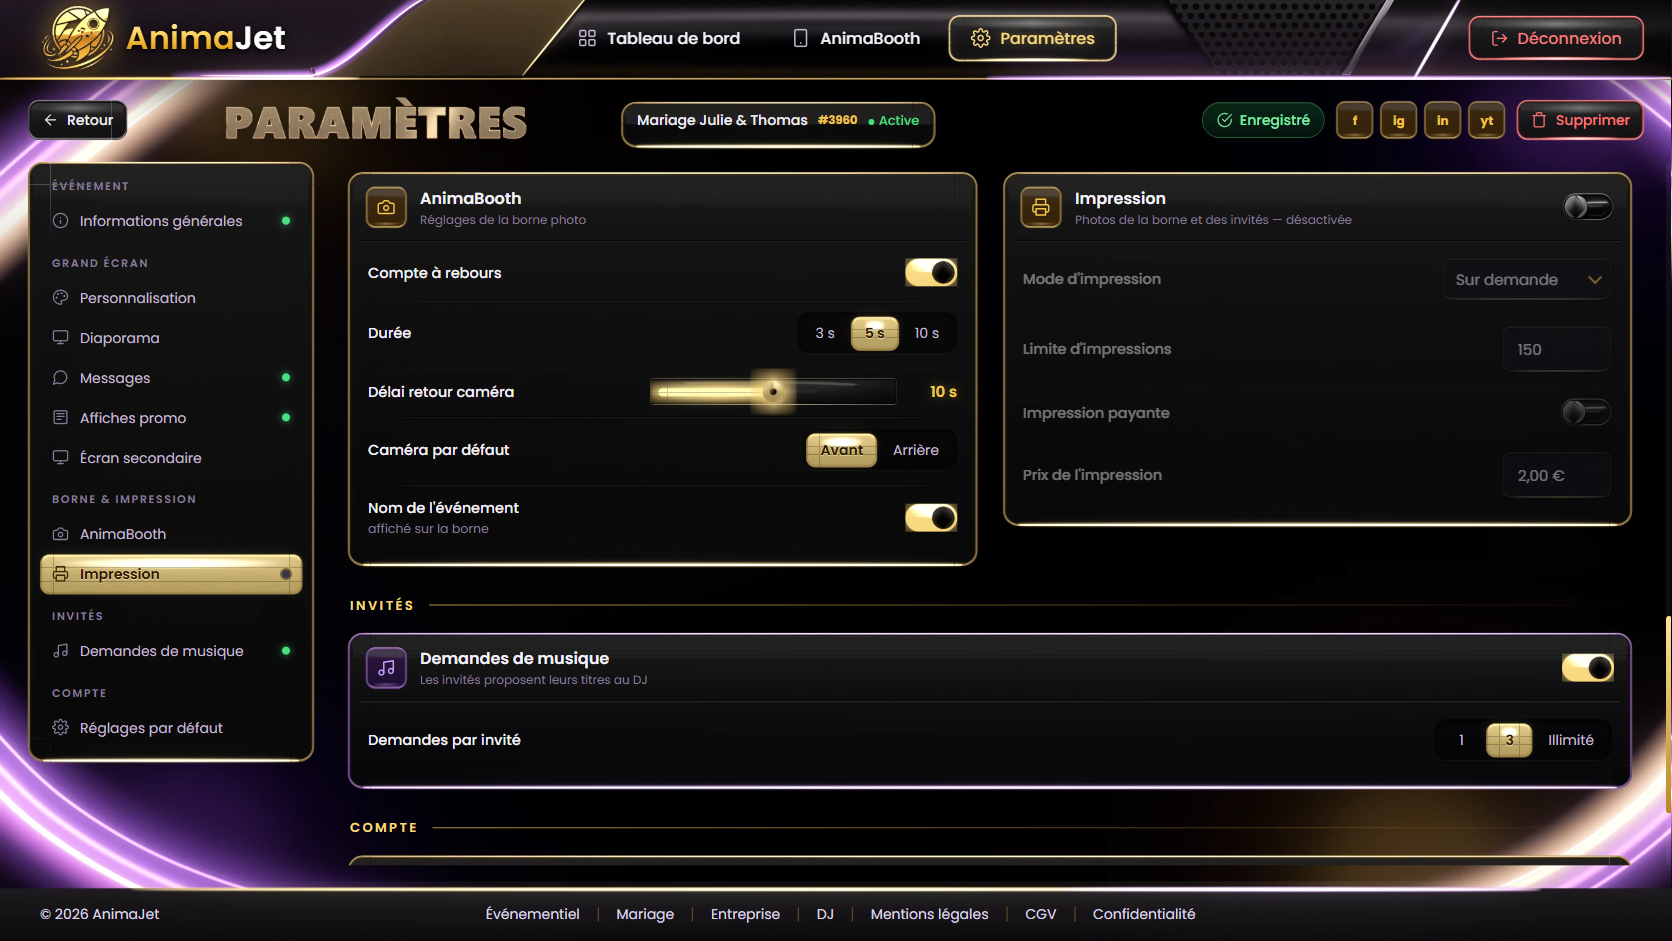 AnimaJet
Tableau de bord
AnimaBooth
Paramètres
Déconnexion
Retour
PARAMÈTRES
Mariage Julie & Thomas #3960 Active
Enregistré
f
ig
in
yt
Supprimer
ÉVÉNEMENT
Informations générales
GRAND ÉCRAN
Personnalisation
Diaporama
Messages
Affiches promo
Écran secondaire
BORNE & IMPRESSION
AnimaBooth
Impression
INVITÉS
Demandes de musique
COMPTE
Réglages par défaut
AnimaBooth
Réglages de la borne photo
Compte à rebours
Durée
3 s 5 s 10 s
Délai retour caméra
10 s
Caméra par défaut
Avant Arrière
Nom de l'événement
affiché sur la borne
Impression
Photos de la borne et des invités — désactivée
Mode d'impression
Sur demande
Limite d'impressions
150
Impression payante
Prix de l'impression
2,00 €
INVITÉS
Demandes de musique
Les invités proposent leurs titres au DJ
Demandes par invité
1 3 Illimité
COMPTE
© 2026 AnimaJet
Événementiel
Mariage
Entreprise
DJ
Mentions légales
CGV
Confidentialité